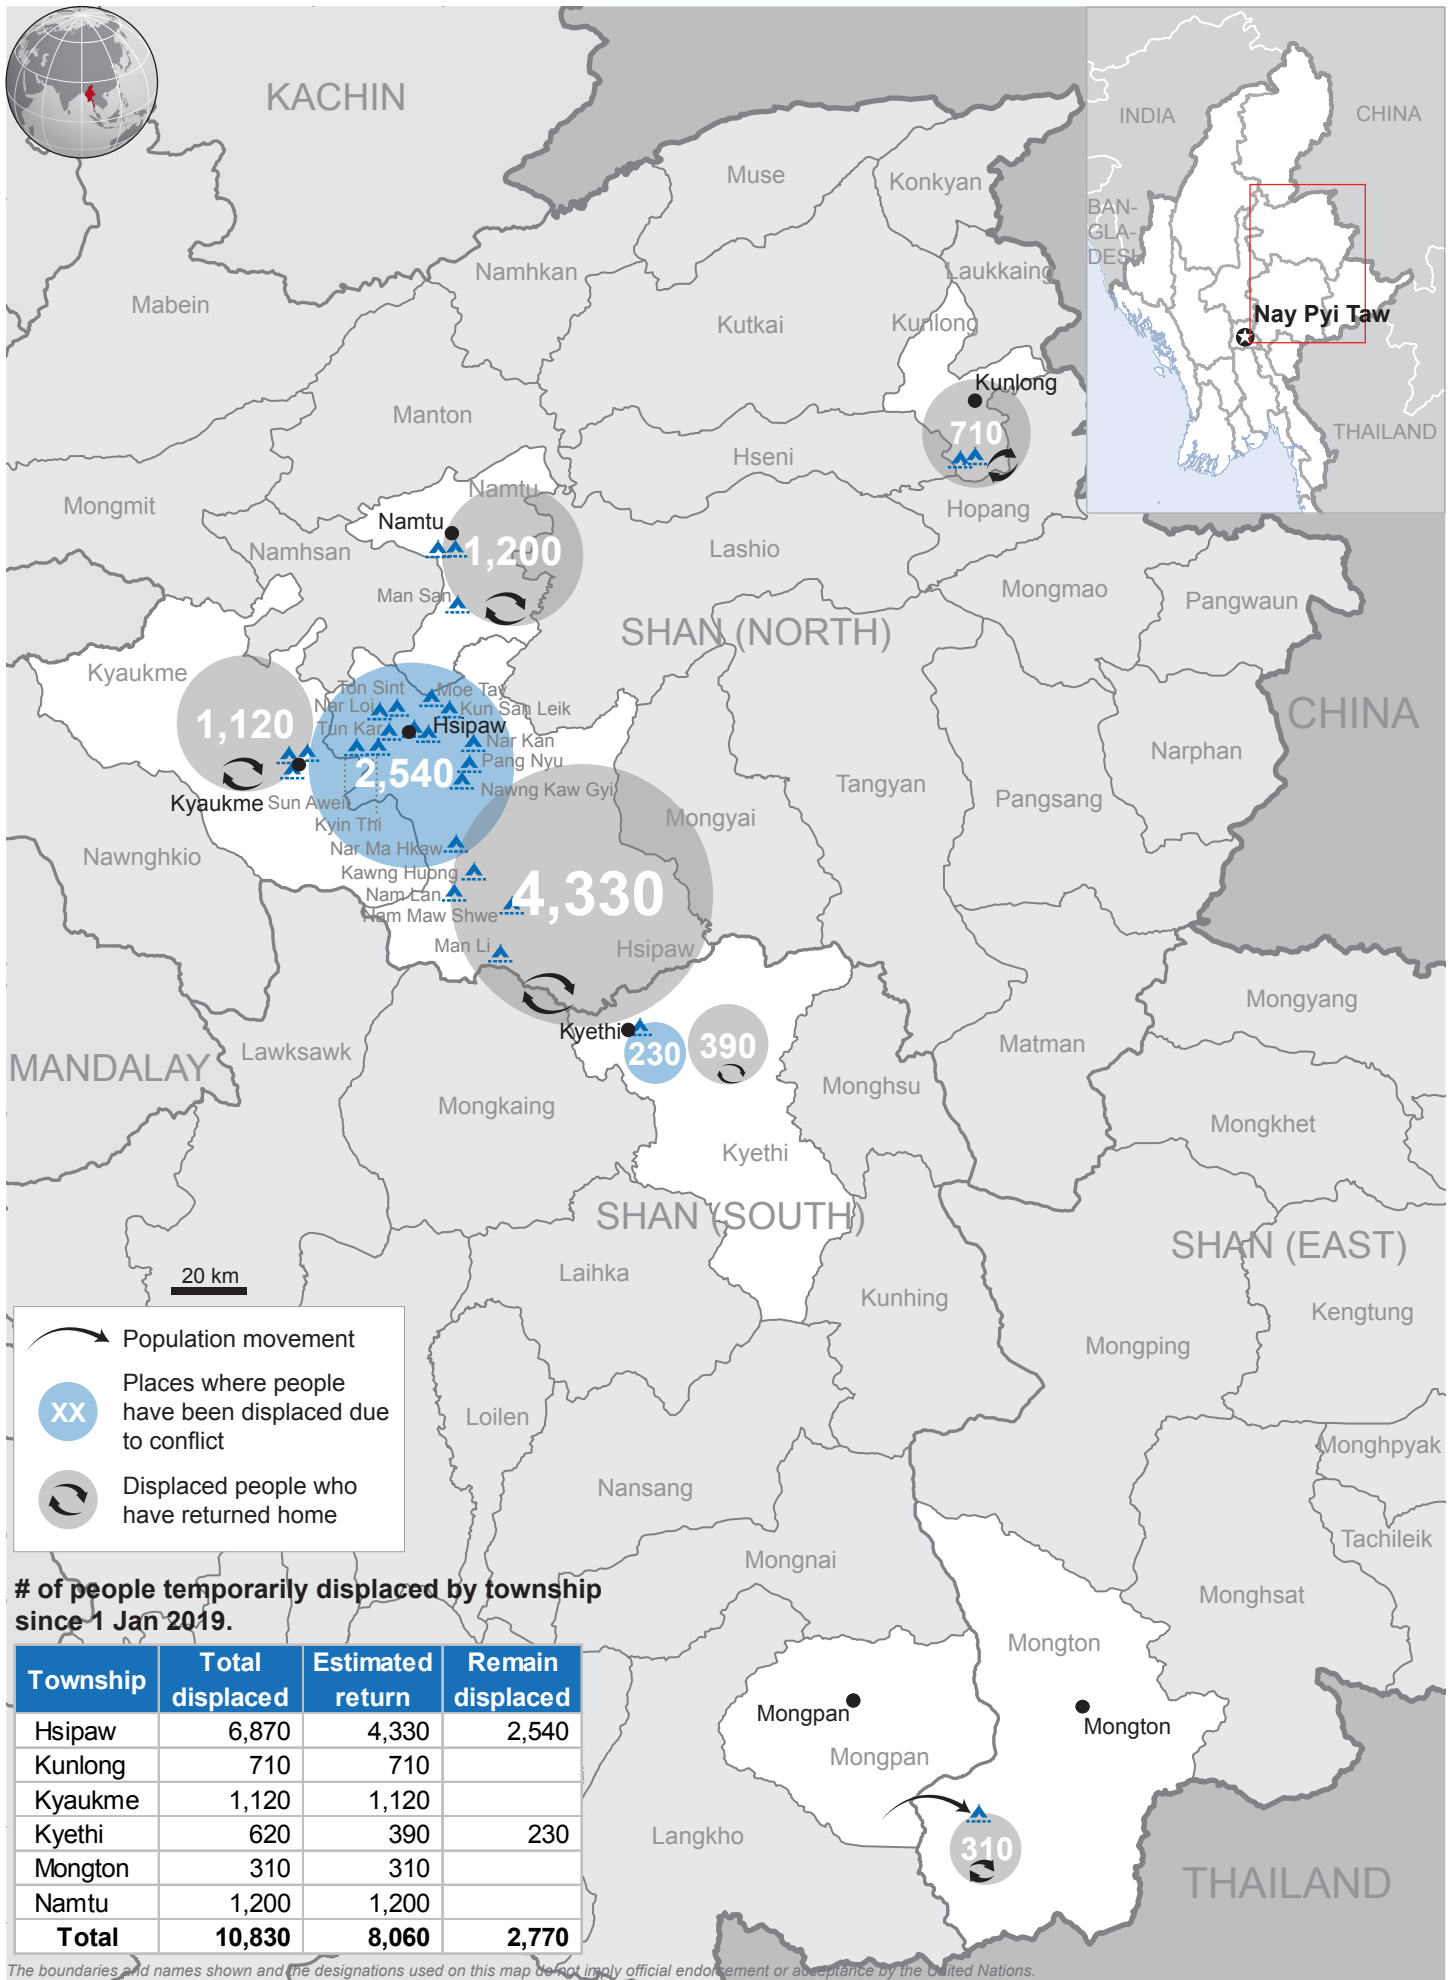 KACHIN
INDIA
CHINA
BAN-
GLA-
DESH
Nay Pyi Taw
THAILAND
Muse
Konkyan
Namhkan
Laukkaing
Mabein
Kutkai
Kunlong
Kunlong
710
Manton
Hseni
Mongmit
Namtu
Namtu
Hopang
1,200
Namhsan
Lashio
Man San
Mongmao
Pangwaun
SHAN (NORTH)
Kyaukme
Ton Sint
Moe Tay
Nar Loi
Kun San Leik
1,120
Tun Kar
Hsipaw
Nar Kan
CHINA
Pang Nyu
Narphan
2,540
Nawng Kaw Gyi
Tangyan
Pangsang
Kyaukme
Sun Awei
Kyin Thi
Mongyai
Nawnghkio
Nar Ma Hkaw
Kawng Huong
Nam Lan
4,330
Nam Maw Shwe
Man Li
Hsipaw
Mongyang
Kyethi
230
390
Matman
MANDALAY
Lawksawk
Monghsu
Mongkaing
Mongkhet
Kyethi
SHAN (SOUTH)
SHAN (EAST)
20 km
Laihka
Kunhing
Kengtung
Mongping
Population movement
XX
Places where people
have been displaced due
to conflict
Loilen
Monghpyak
Displaced people who
have returned home
Nansang
Tachileik
Mongnai
Monghsat
# of people temporarily displaced by township
since 1 Jan 2019.
Mongton
Mongpan
Mongton
Mongpan
Langkho
310
THAILAND
Township Total displaced Estimated return Remain displaced
Hsipaw 6,870 4,330 2,540
Kunlong 710 710
Kyaukme 1,120 1,120
Kyethi 620 390 230
Mongton 310 310
Namtu 1,200 1,200
Total 10,830 8,060 2,770
The boundaries and names shown and the designations used on this map do not imply official endorsement or acceptance by the United Nations.